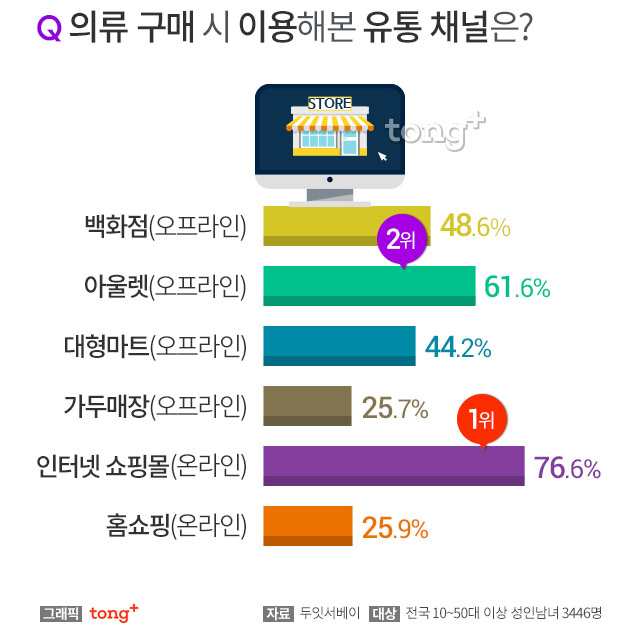 Q 의류 구매 시 이용해본 유통 채널은?
STORE
tong+
백화점(오프라인) 48.6%
2위
아울렛(오프라인) 61.6%
대형마트(오프라인) 44.2%
가두매장(오프라인) 25.7%
1위
인터넷 쇼핑몰(온라인) 76.6%
홈쇼핑(온라인) 25.9%
그래픽 tong+ 자료 두잇서베이 대상 전국 10~50대 이상 성인남녀 3446명